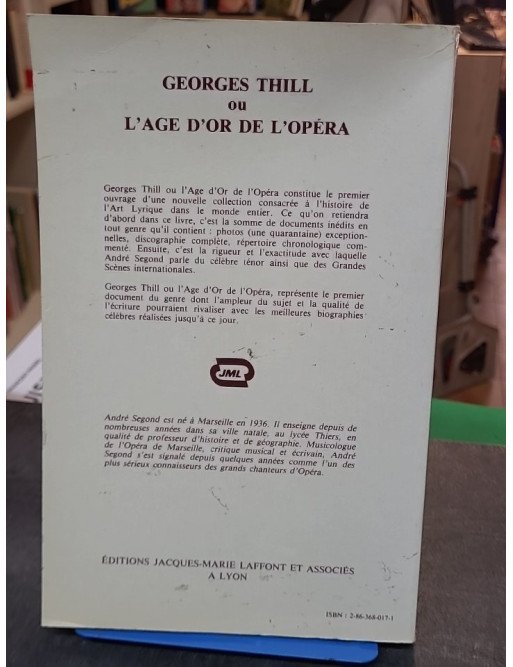 GEORGES THILL
ou
L'AGE D'OR DE L'OPÉRA
Georges Thill ou l'Age d'Or de l'Opéra constitue le premier
ouvrage d'une nouvelle collection consacrée à l'histoire de
l'Art Lyrique dans le monde entier. Ce qu'on retiendra
d'abord dans ce livre, c'est la somme de documents inédits en
tout genre qu'il contient : photos (une quarantaine) exception-
nelles, discographie complète, répertoire chronologique com-
menté. Ensuite, c'est la rigueur et l'exactitude avec laquelle
André Segond parle du célèbre ténor ainsi que des Grandes
Scènes internationales.
Georges Thill ou l'Age d'Or de l'Opéra, représente le premier
document du genre dont l'ampleur du sujet et la qualité de
l'écriture pourraient rivaliser avec les meilleures biographies
célèbres réalisées jusqu'à ce jour.
JML
André Segond est né à Marseille en 1936. Il enseigne depuis de
nombreuses années dans sa ville natale, au lycée Thiers, en
qualité de professeur d'histoire et de géographie. Musicologue
de l'Opéra de Marseille, critique musical et écrivain, André
Segond s'est signalé depuis quelques années comme l'un des
plus sérieux connaisseurs des grands chanteurs d'Opéra.
ÉDITIONS JACQUES-MARIE LAFFONT ET ASSOCIÉS
A LYON
ISBN : 2-86-368-017-1